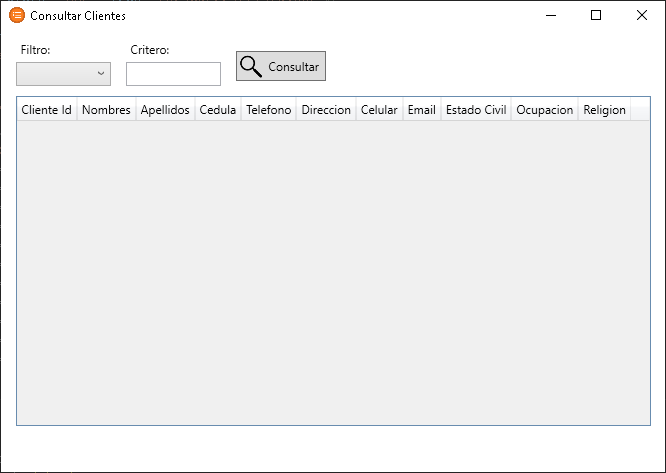 Consultar Clientes
Filtro: Critero:
Consultar
Cliente Id Nombres Apellidos Cedula Telefono Direccion Celular Email Estado Civil Ocupacion Religion